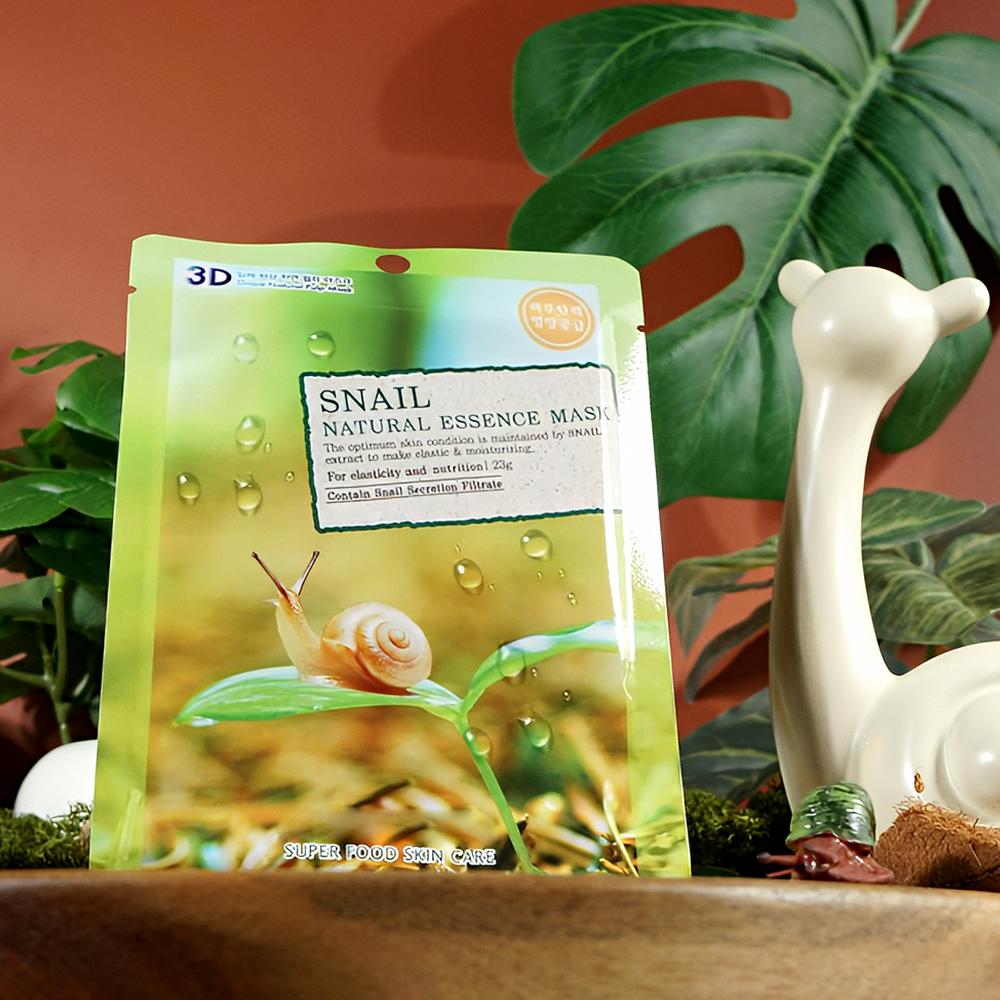 3D
SNAIL
NATURAL ESSENCE MASK
The optimum skin condition is maintained by SNAIL
extract to make elastic & moisturizing.
For elasticity and nutrition | 23g
Contain Snail Secretion Filtrate
SUPER FOOD SKIN CARE